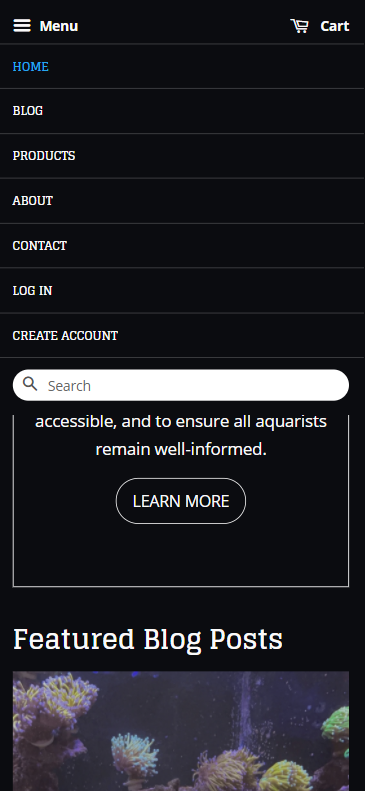 Menu Cart
HOME
BLOG
PRODUCTS
ABOUT
CONTACT
LOG IN
CREATE ACCOUNT
Search
accessible, and to ensure all aquarists
remain well-informed.
LEARN MORE
Featured Blog Posts